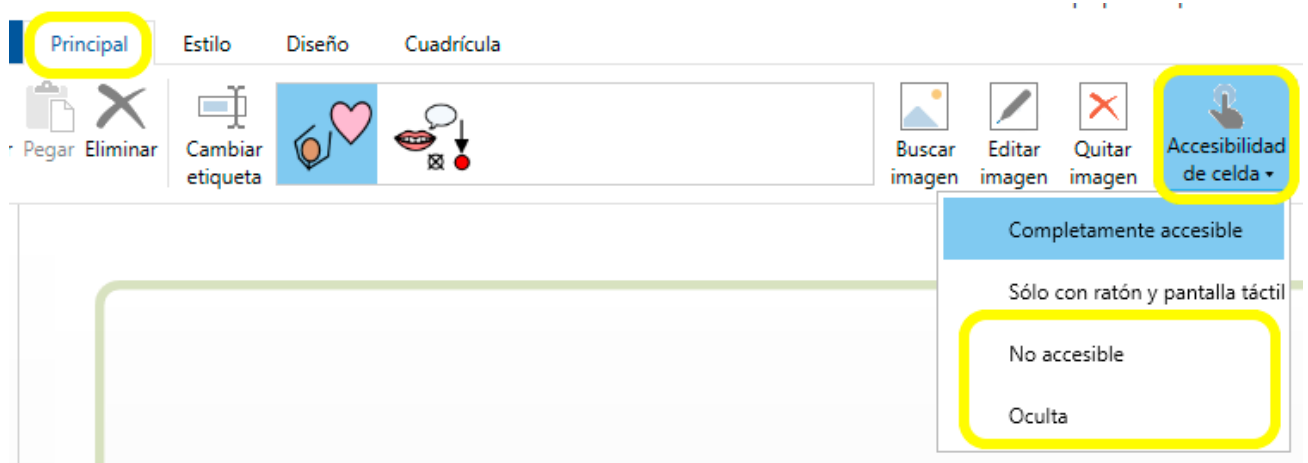 Principal Estilo Diseño Cuadrícula
Pegar Eliminar
Cambiar
etiqueta
Buscar
imagen
Editar
imagen
Quitar
imagen
Accesibilidad
de celda
Completamente accesible
Sólo con ratón y pantalla táctil
No accesible
Oculta